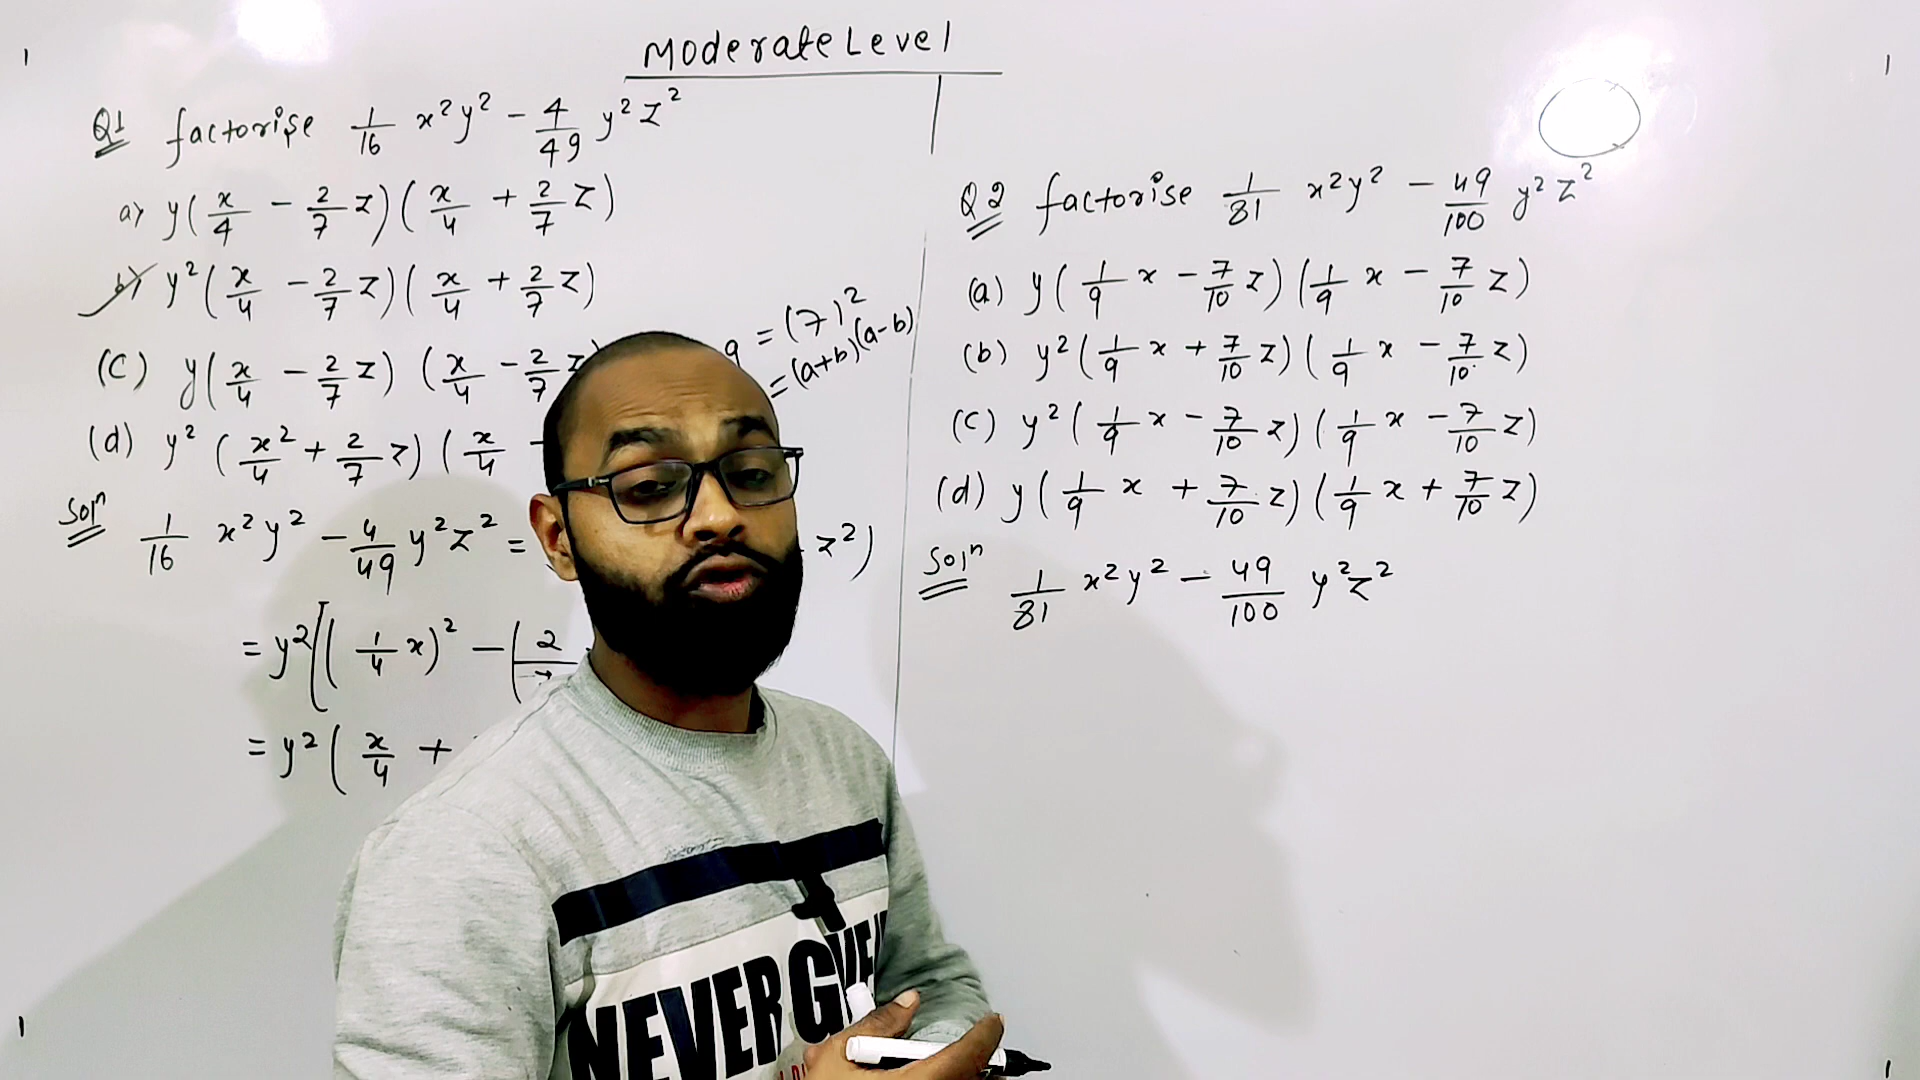 Moderate Level
Q1 factorise 1/16 x²y² - 4/49 y²z²
a) y(x/4 - 2/7 z)(x/4 + 2/7 z)
b) y²(x/4 - 2/7 z)(x/4 + 2/7 z)
(c) y(x/4 - 2/7 z) (x/4 - 2/7 z
(d) y² (x²/4 + 2/7 z) (x/4
9 = (7)²
= (a+b)(a-b)
Solⁿ
1/16 x²y² - 4/49 y²z² = z²)
= y²[(1/4 x)² - (2/7
= y² (x/4 +
Q2 factorise 1/81 x²y² - 49/100 y²z²
(a) y(1/9 x - 7/10 z)(1/9 x - 7/10 z)
(b) y²(1/9 x + 7/10 z)(1/9 x - 7/10 z)
(c) y²(1/9 x - 7/10 z)(1/9 x - 7/10 z)
(d) y(1/9 x + 7/10 z)(1/9 x + 7/10 z)
Solⁿ
1/81 x²y² - 49/100 y²z²
NEVER GIVE